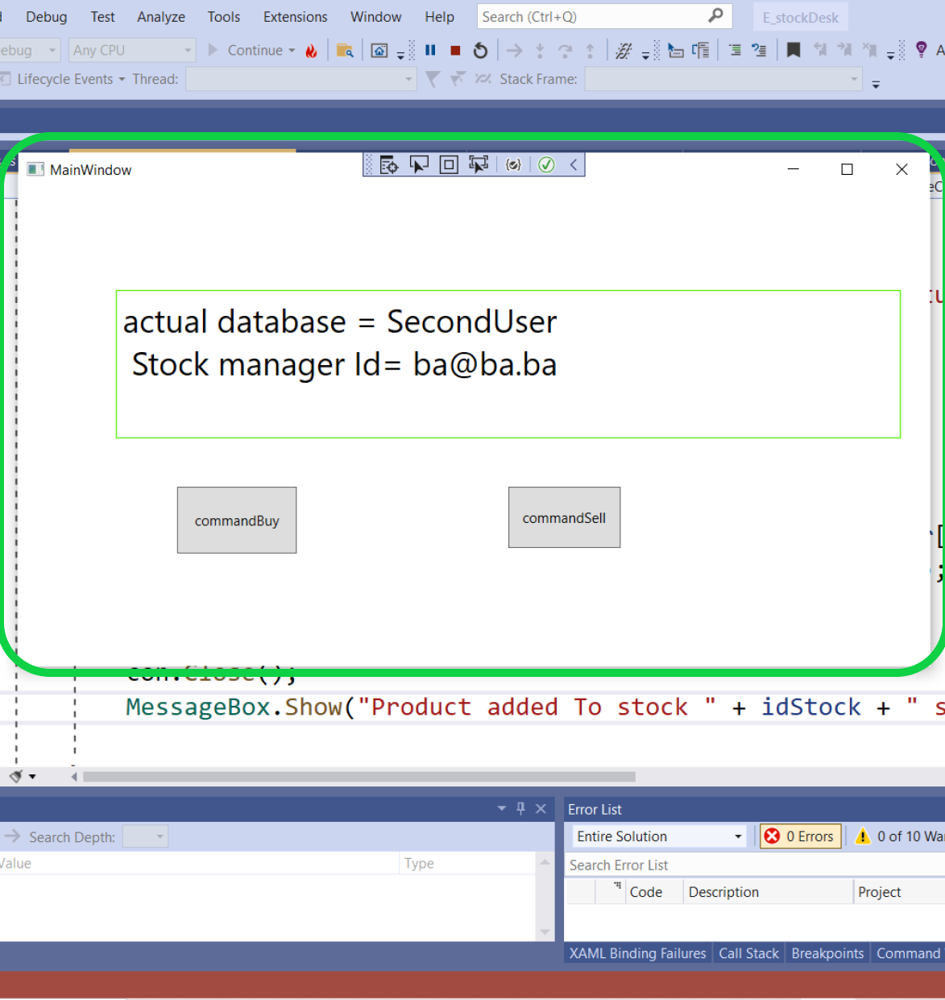 Debug Test Analyze Tools Extensions Window Help Search (Ctrl+Q) E_stockDesk
Any CPU Continue
Lifecycle Events Thread: Stack Frame:
MainWindow
actual database = SecondUser
Stock manager Id= ba@ba.ba
commandBuy commandSell
con.Close();
MessageBox.Show("Product added To stock " + idStock + " s
Error List
Search Depth: Entire Solution 0 Errors 0 of 10
Value Type Search Error List
Code Description Project
XAML Binding Failures Call Stack Breakpoints Command